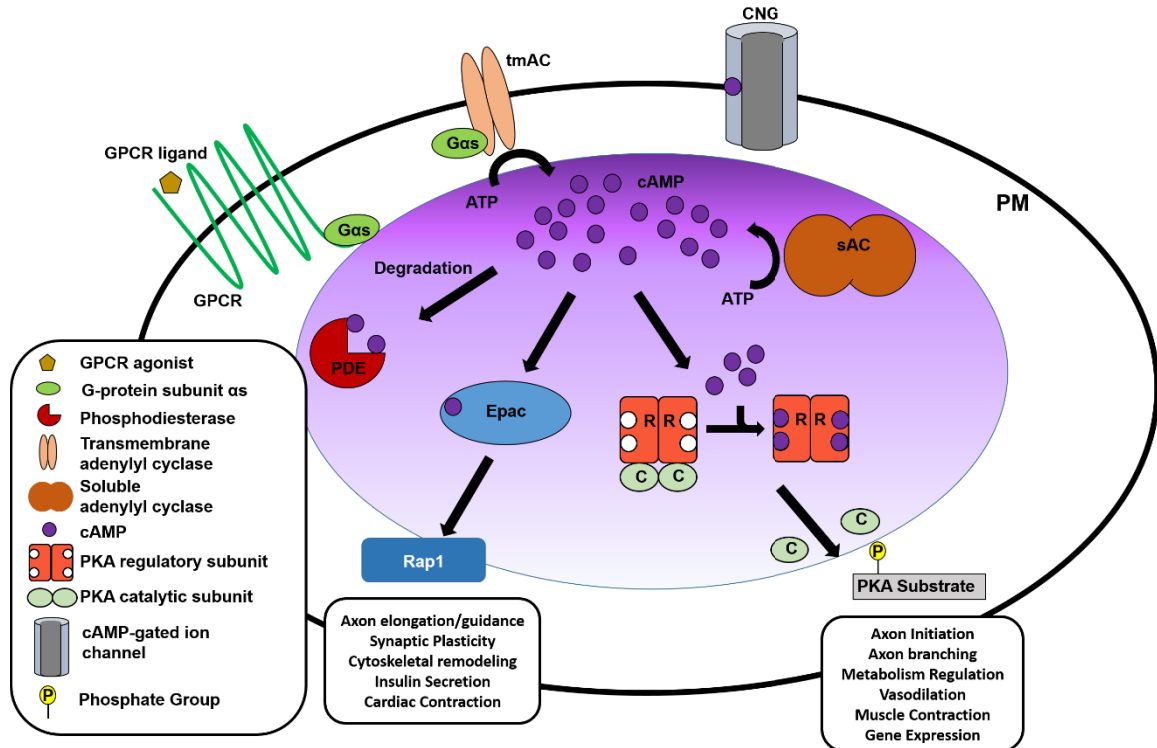 CNG
tmAC
Gαs
GPCR ligand
ATP
cAMP
PM
Gαs
sAC
Degradation
GPCR
ATP
PDE
Epac
R R
R R
C C
C
C
P
Rap1
PKA Substrate
GPCR agonist
G-protein subunit αs
Phosphodiesterase
Transmembrane
adenylyl cyclase
Soluble
adenylyl cyclase
cAMP
PKA regulatory subunit
PKA catalytic subunit
cAMP-gated ion
channel
P
Phosphate Group
Axon elongation/guidance
Synaptic Plasticity
Cytoskeletal remodeling
Insulin Secretion
Cardiac Contraction
Axon Initiation
Axon branching
Metabolism Regulation
Vasodilation
Muscle Contraction
Gene Expression